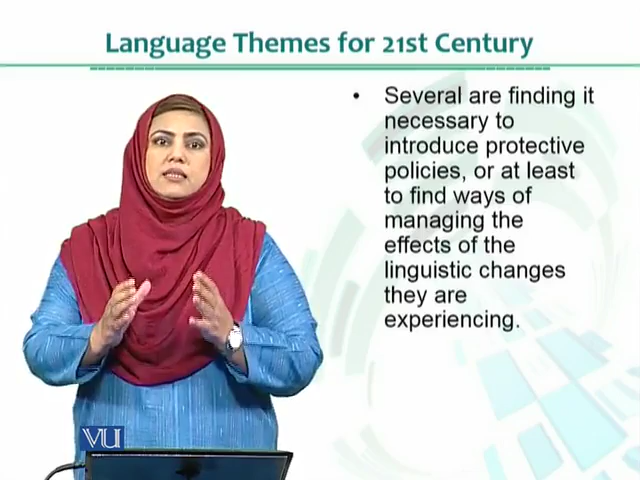 Language Themes for 21st Century
• Several are finding it
necessary to
introduce protective
policies, or at least
to find ways of
managing the
effects of the
linguistic changes
they are
experiencing.
VU